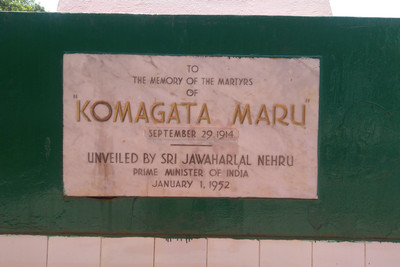 TO
THE MEMORY OF THE MARTYRS
OF
"KOMAGATA MARU"
SEPTEMBER 29, 1914
UNVEILED BY SRI JAWAHARLAL NEHRU
PRIME MINISTER OF INDIA
JANUARY 1, 1952